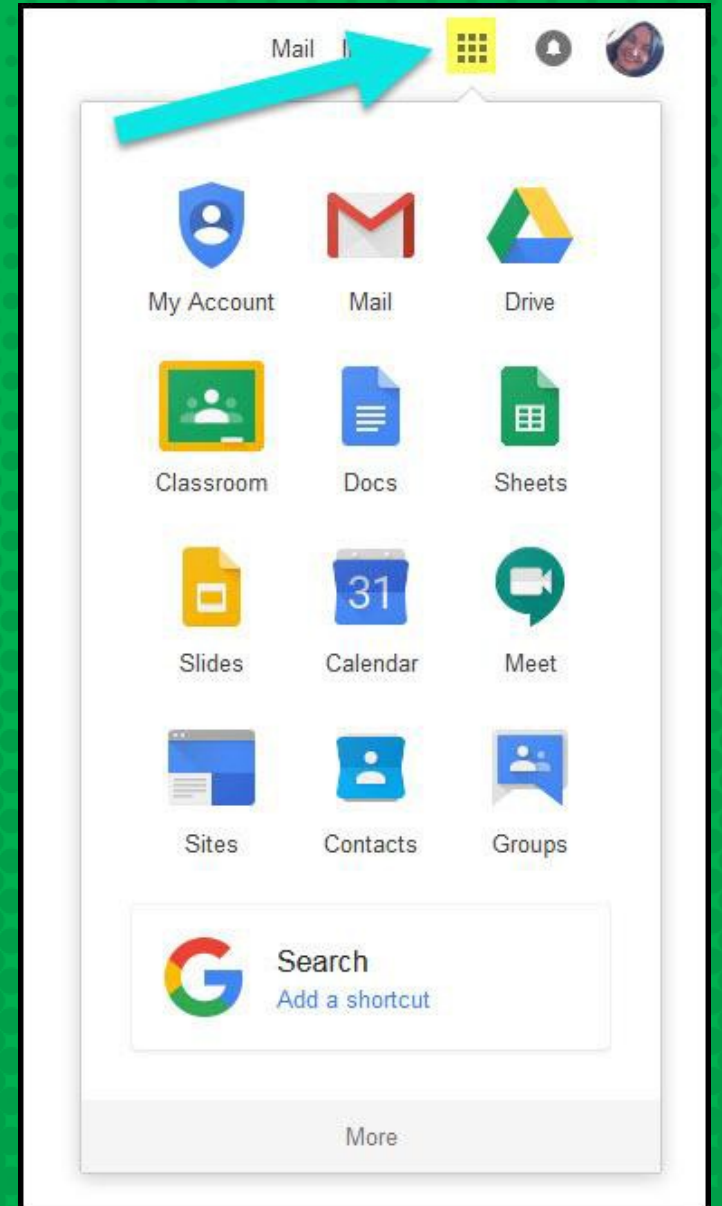 Mail
My Account Mail Drive
Classroom Docs Sheets
Slides 31 Calendar Meet
Sites Contacts Groups
Search
Add a shortcut
More